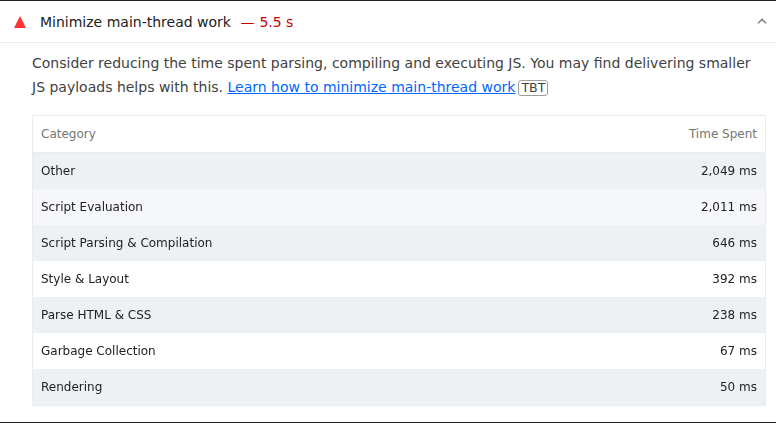 Minimize main-thread work — 5.5 s
Consider reducing the time spent parsing, compiling and executing JS. You may find delivering smaller
JS payloads helps with this. Learn how to minimize main-thread work TBT
Category Time Spent
Other 2,049 ms
Script Evaluation 2,011 ms
Script Parsing & Compilation 646 ms
Style & Layout 392 ms
Parse HTML & CSS 238 ms
Garbage Collection 67 ms
Rendering 50 ms